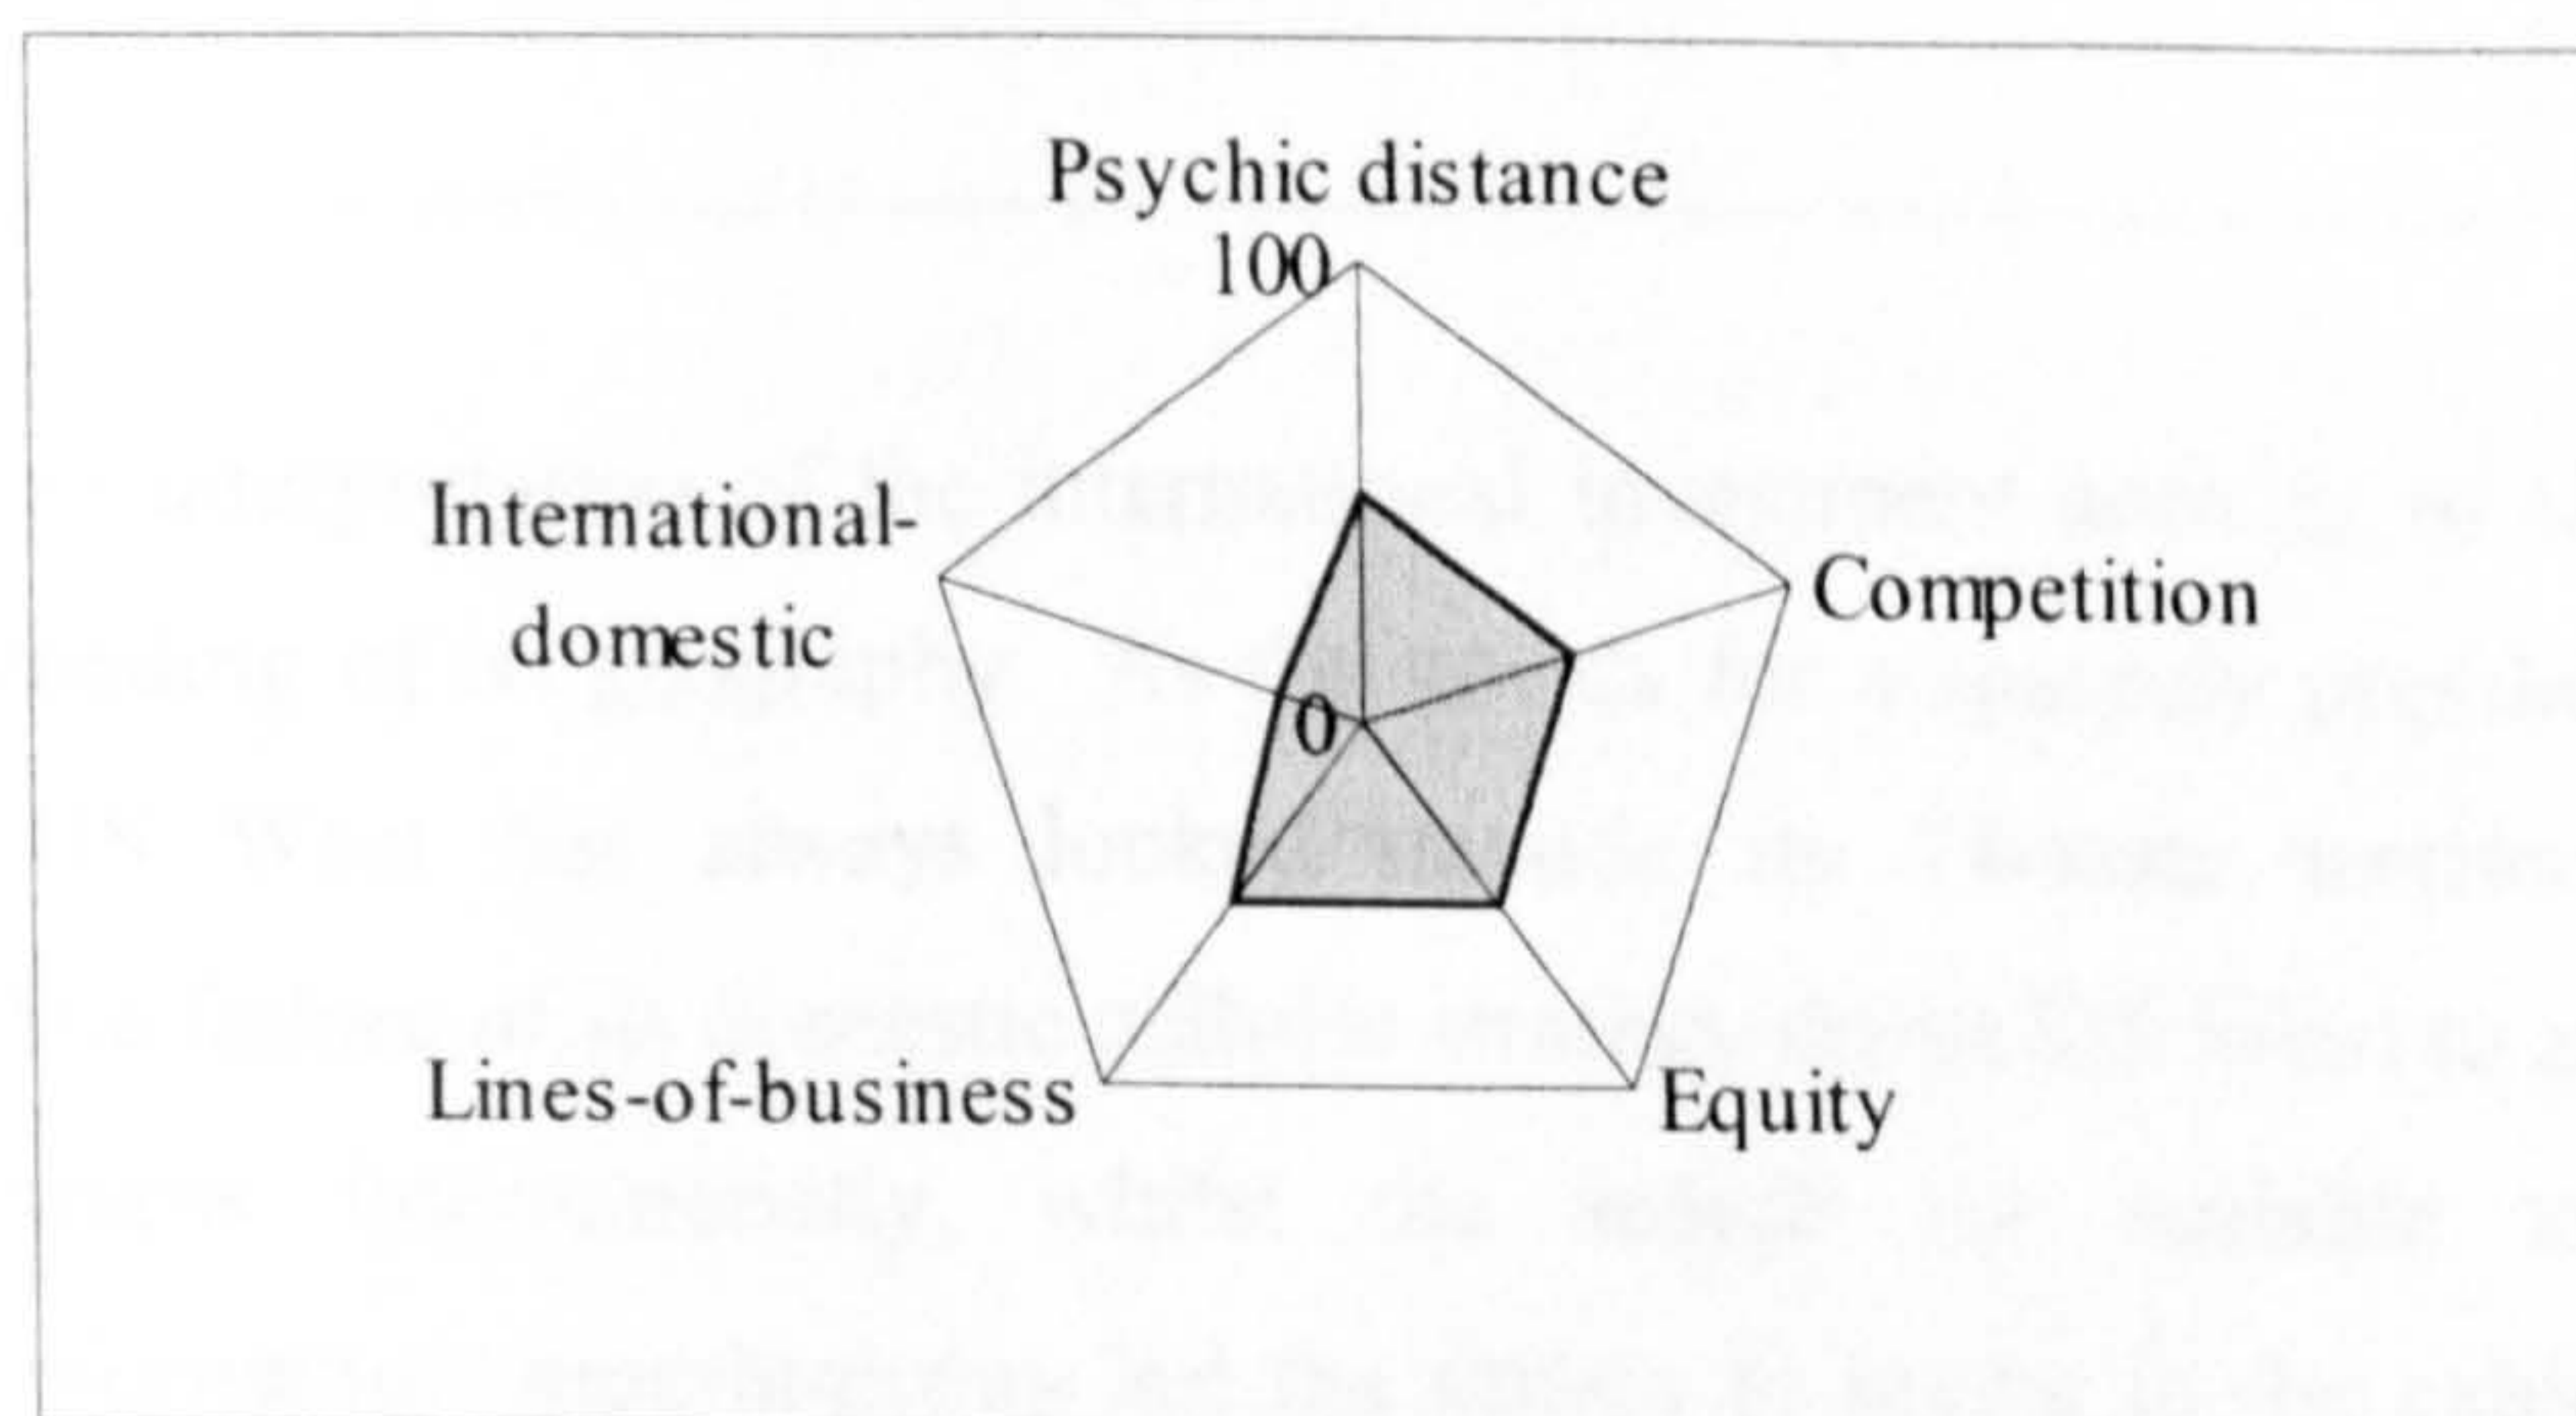 Psychic distance
100
International-
domestic
Competition
0
Lines-of-business
Equity